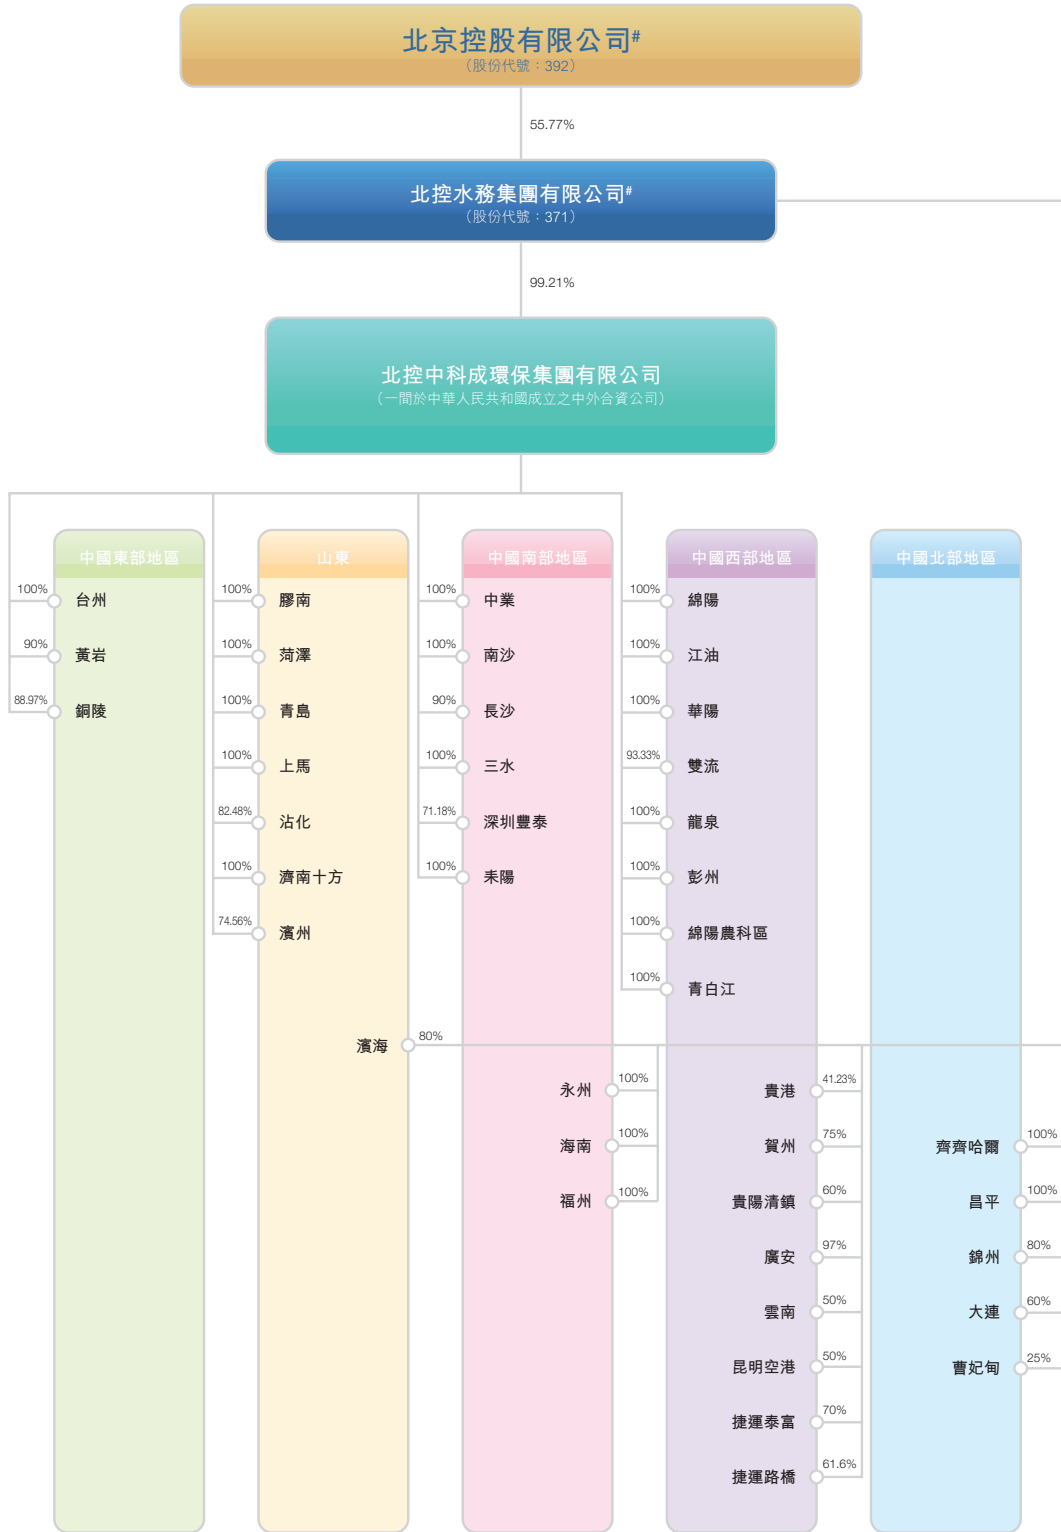 北京控股有限公司#
（股份代號：392）
55.77%
北控水務集團有限公司#
（股份代號：371）
99.21%
北控中科成環保集團有限公司
（一間於中華人民共和國成立之中外合資公司）
中國東部地區
100%
台州
90%
黃岩
88.97%
銅陵
山東
100%
膠南
100%
菏澤
100%
青島
100%
上馬
82.48%
沾化
100%
濟南十方
74.56%
濱州
濱海
80%
中國南部地區
100%
中業
100%
南沙
90%
長沙
100%
三水
71.18%
深圳豐泰
100%
耒陽
永州
100%
海南
100%
福州
100%
中國西部地區
100%
綿陽
100%
江油
100%
華陽
93.33%
雙流
100%
龍泉
100%
彭州
100%
綿陽農科區
100%
青白江
貴港
41.23%
賀州
75%
貴陽清鎮
60%
廣安
97%
雲南
50%
昆明空港
50%
捷運泰富
70%
捷運路橋
61.6%
中國北部地區
齊齊哈爾
100%
昌平
100%
錦州
80%
大連
60%
曹妃甸
25%